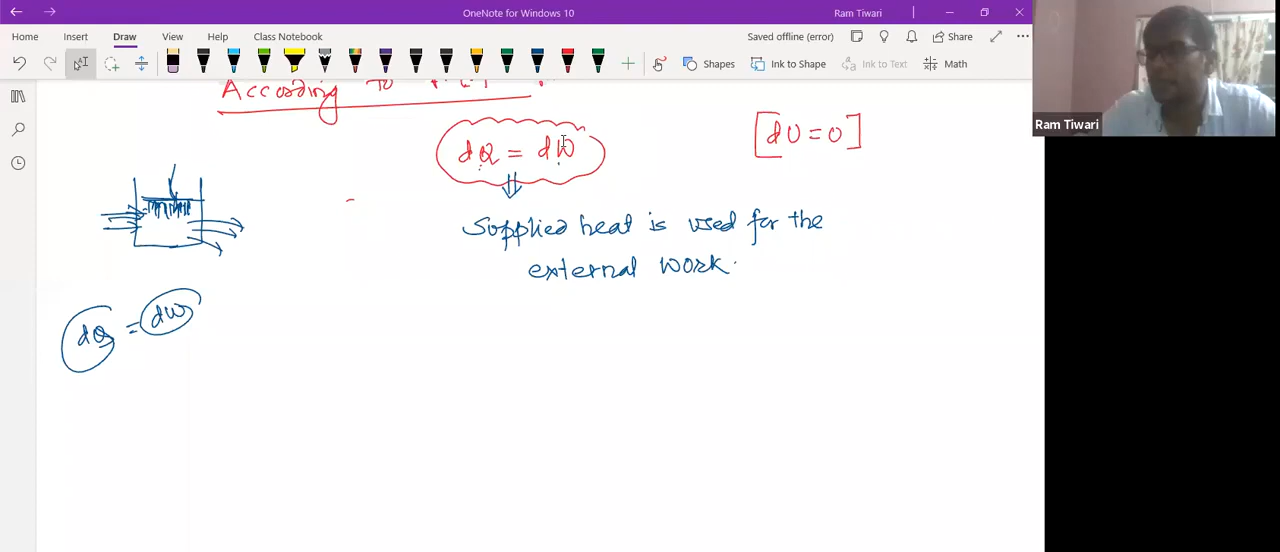 OneNote for Windows 10
Ram Tiwari
Home Insert Draw View Help Class Notebook
Saved offline (error)
Share
Shapes
Ink to Shape
Ink to Text
Math
According to
dQ = dW
[dU = 0]
Supplied heat is used for the
external work.
dQ = dW
Ram Tiwari